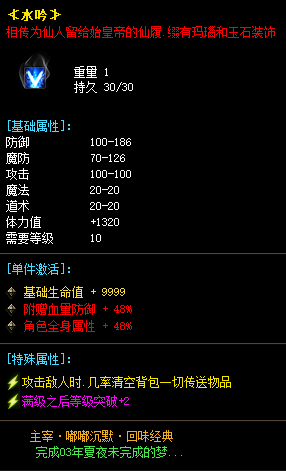 ≮水吟≯
相传为仙人留给始皇帝的仙履.缀有玛瑙和玉石装饰
重量 1
持久 30/30
[基础属性]:
防御 100-186
魔防 70-126
攻击 100-100
魔法 20-20
道术 20-20
体力值 +1320
需要等级 10
[单件激活]:
基础生命值 + 9999
附赠血量防御 + 48%
角色全身属性 + 48%
[特殊属性]:
攻击敌人时.几率清空背包一切传送物品
满级之后等级突破+2
主宰·嘟嘟沉默·回味经典
完成03年夏夜未完成的梦...